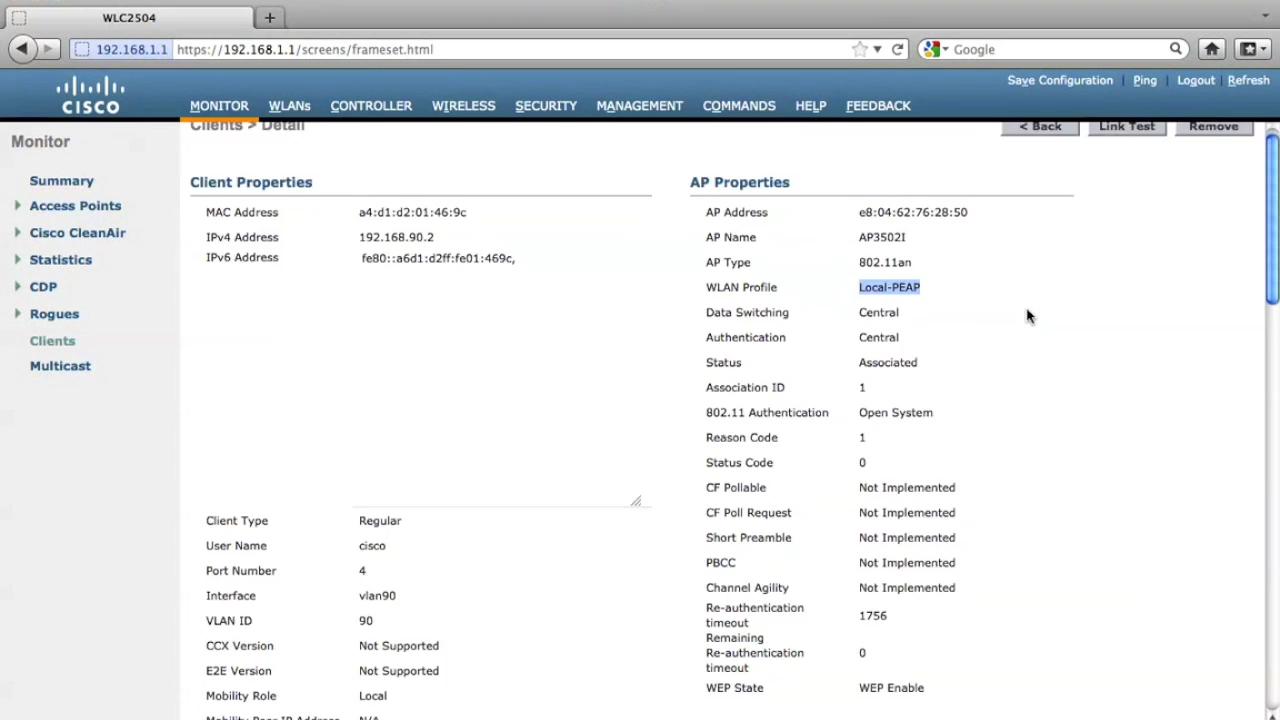 WLC2504
192.168.1.1 https://192.168.1.1/screens/frameset.html Google
Save Configuration Ping Logout Refresh
CISCO MONITOR WLANs CONTROLLER WIRELESS SECURITY MANAGEMENT COMMANDS HELP FEEDBACK
Monitor
Summary
Access Points
Cisco CleanAir
Statistics
CDP
Rogues
Clients
Multicast
Clients > Detail
< Back Link Test Remove
Client Properties
MAC Address a4:d1:d2:01:46:9c
IPv4 Address 192.168.90.2
IPv6 Address fe80::a6d1:d2ff:fe01:469c,
Client Type Regular
User Name cisco
Port Number 4
Interface vlan90
VLAN ID 90
CCX Version Not Supported
E2E Version Not Supported
Mobility Role Local
Mobility Peer IP Address N/A
AP Properties
AP Address e8:04:62:76:28:50
AP Name AP3502I
AP Type 802.11an
WLAN Profile Local-PEAP
Data Switching Central
Authentication Central
Status Associated
Association ID 1
802.11 Authentication Open System
Reason Code 1
Status Code 0
CF Pollable Not Implemented
CF Poll Request Not Implemented
Short Preamble Not Implemented
PBCC Not Implemented
Channel Agility Not Implemented
Re-authentication
timeout 1756
Remaining
Re-authentication 0
timeout
WEP State WEP Enable